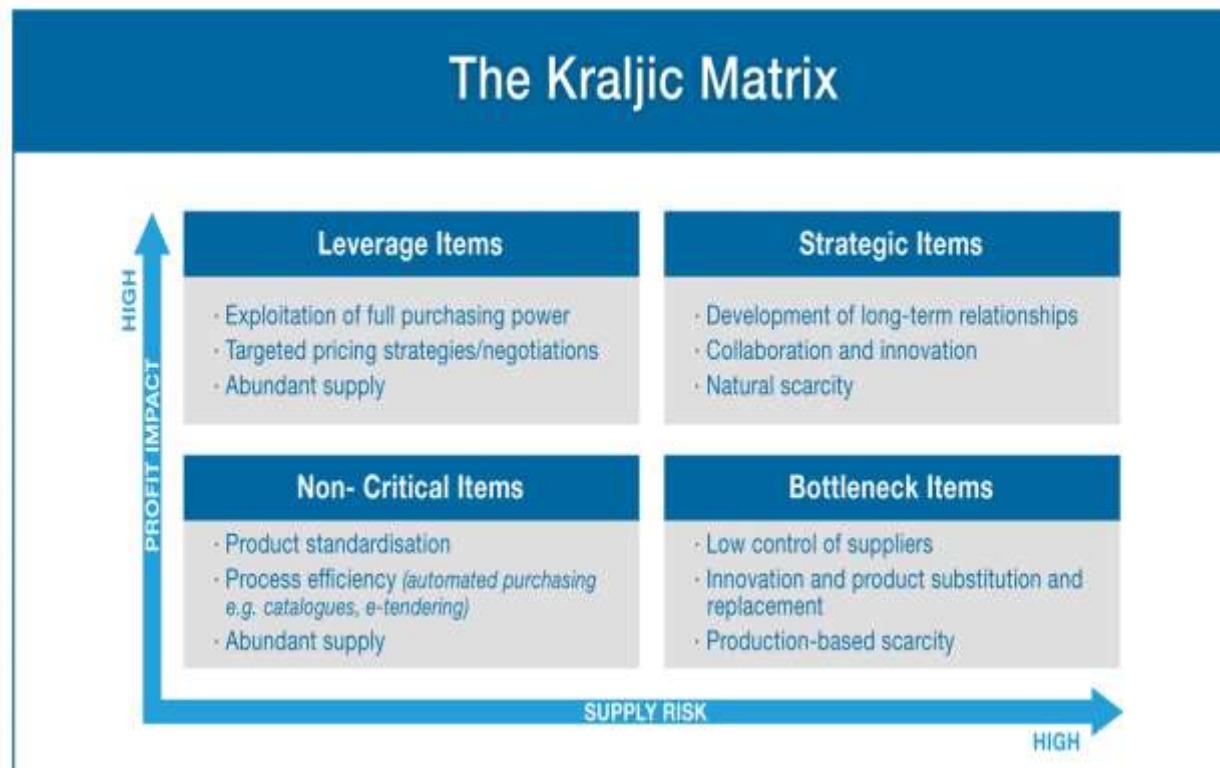 The Kraljic Matrix
HIGH
PROFIT IMPACT
Leverage Items
· Exploitation of full purchasing power
· Targeted pricing strategies/negotiations
· Abundant supply
Strategic Items
· Development of long-term relationships
· Collaboration and innovation
· Natural scarcity
Non- Critical Items
· Product standardisation
· Process efficiency (automated purchasing
e.g. catalogues, e-tendering)
· Abundant supply
Bottleneck Items
· Low control of suppliers
· Innovation and product substitution and
replacement
· Production-based scarcity
SUPPLY RISK
HIGH